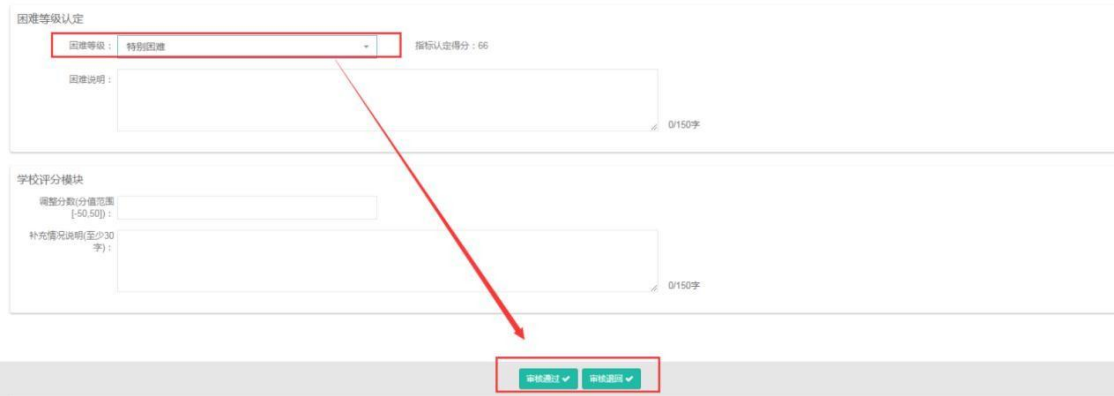 困难等级认定
困难等级： 特别困难 指标认定得分：66
困难说明：
0/150字
学校评分模块
调整分数(分值范围
[-50,50])：
补充情况说明(至少30
字)：
0/150字
审核通过 审核退回